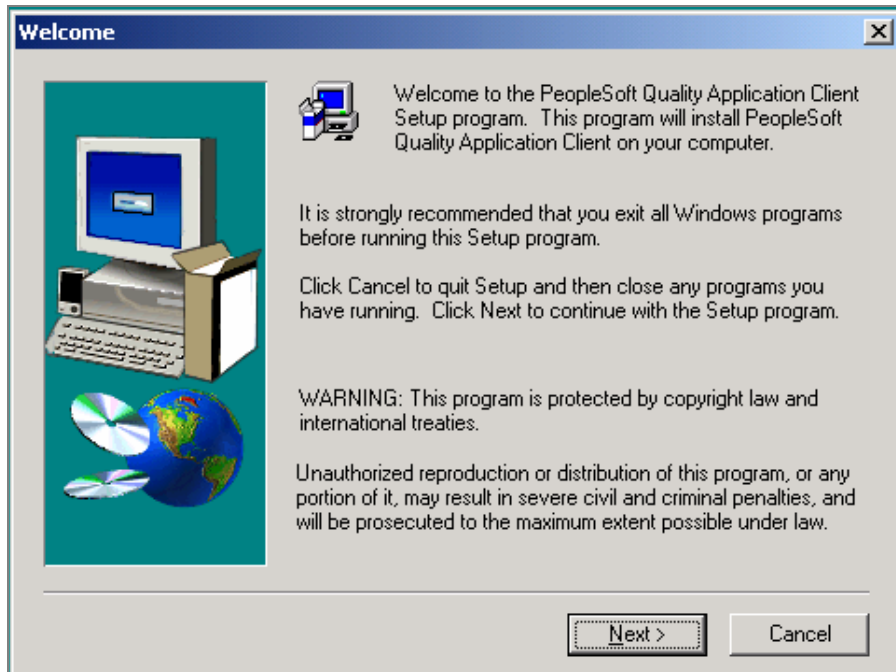 Welcome
Welcome to the PeopleSoft Quality Application Client
Setup program.  This program will install PeopleSoft
Quality Application Client on your computer.
It is strongly recommended that you exit all Windows programs
before running this Setup program.
Click Cancel to quit Setup and then close any programs you
have running.  Click Next to continue with the Setup program.
WARNING: This program is protected by copyright law and
international treaties.
Unauthorized reproduction or distribution of this program, or any
portion of it, may result in severe civil and criminal penalties, and
will be prosecuted to the maximum extent possible under law.
Next >
Cancel